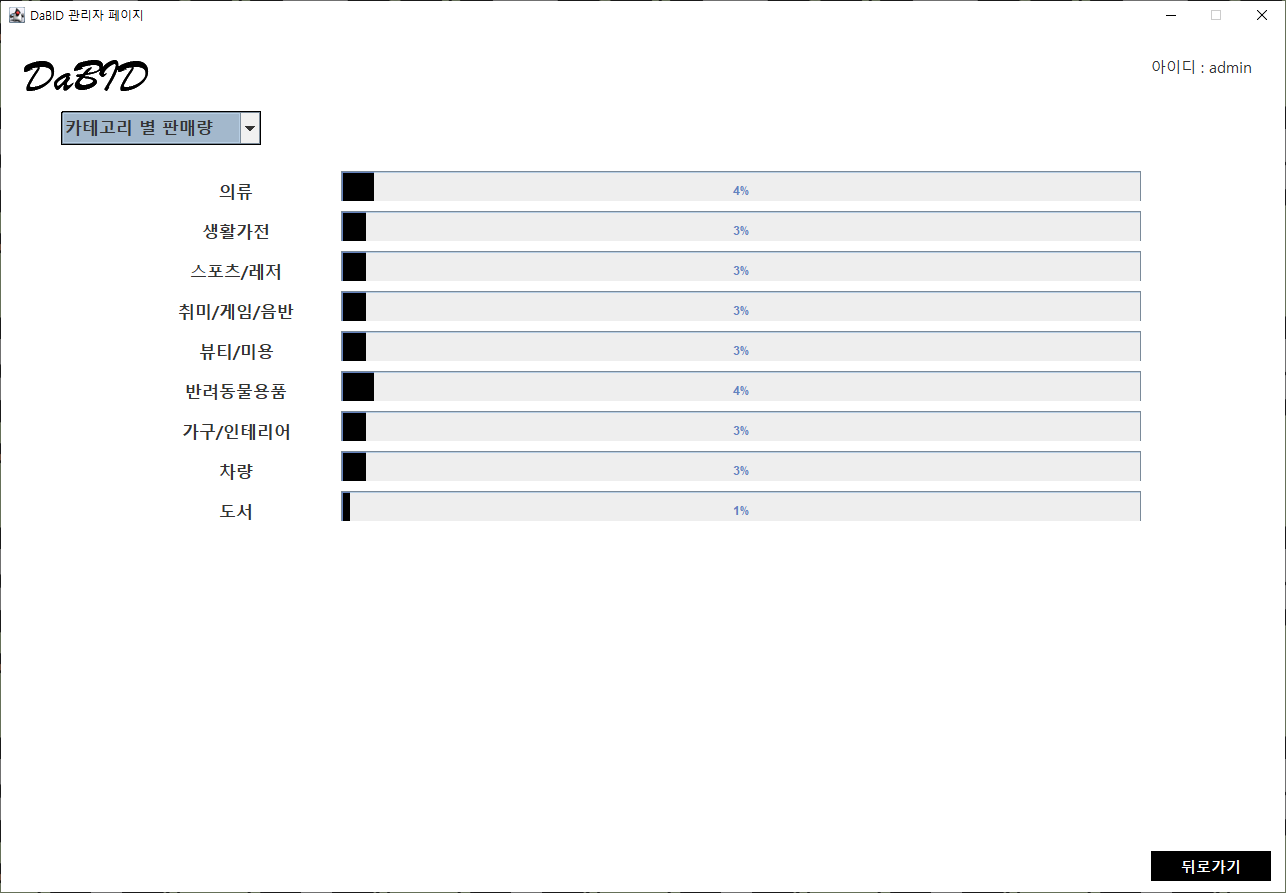 DaBID 관리자 페이지
DaBID
아이디 : admin
카테고리 별 판매량
의류 4%
생활가전 3%
스포츠/레저 3%
취미/게임/음반 3%
뷰티/미용 3%
반려동물용품 4%
가구/인테리어 3%
차량 3%
도서 1%
뒤로가기